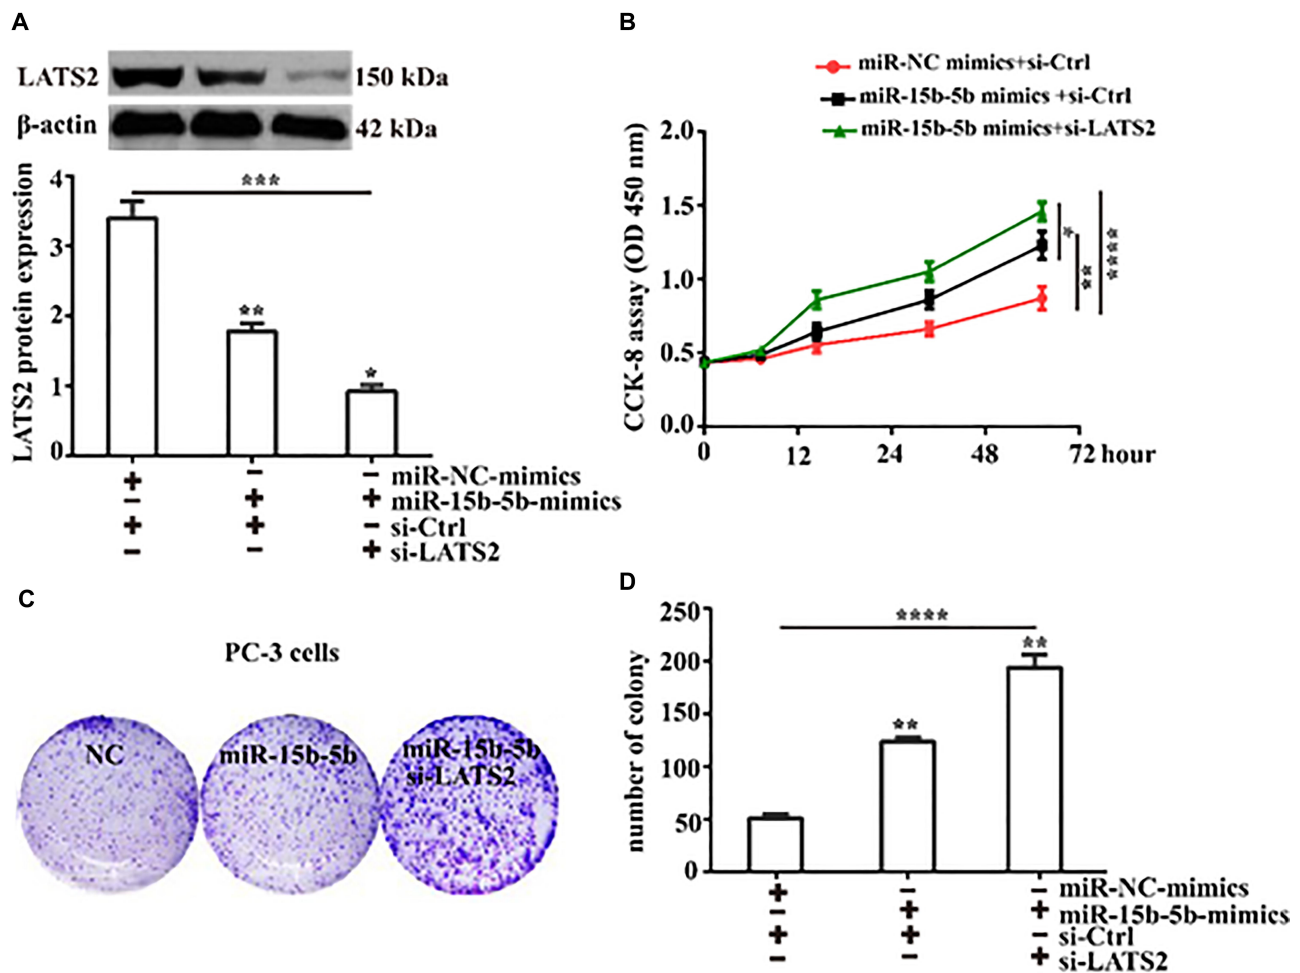 A
LATS2
150 kDa
β-actin
42 kDa
LATS2 protein expression
4
3
2
1
0
***
**
*
+ − − miR-NC-mimics
− + + miR-15b-5b-mimics
+ + − si-Ctrl
− − + si-LATS2
B
miR-NC mimics+si-Ctrl
miR-15b-5b mimics +si-Ctrl
miR-15b-5b mimics+si-LATS2
CCK-8 assay (OD 450 nm)
2.0
1.5
1.0
0.5
0.0
0 12 24 48 72 hour
*
**
****
C
PC-3 cells
NC
miR-15b-5b
miR-15b-5b
si-LATS2
D
number of colony
250
200
150
100
50
0
****
**
**
+ − − miR-NC-mimics
− + + miR-15b-5b-mimics
+ + − si-Ctrl
− − + si-LATS2